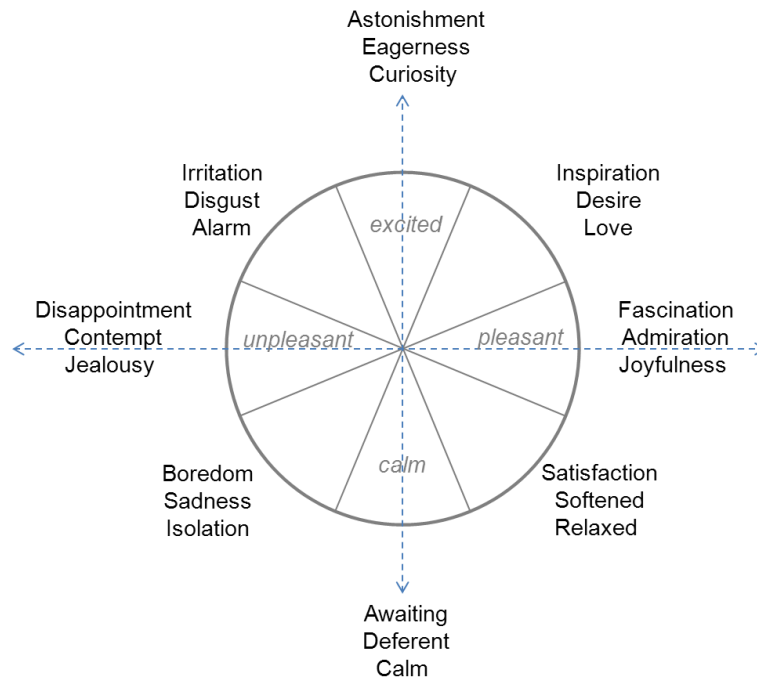 Astonishment
Eagerness
Curiosity
Irritation
Disgust
Alarm
Inspiration
Desire
Love
excited
Disappointment
Contempt
Jealousy
unpleasant
pleasant
Fascination
Admiration
Joyfulness
Boredom
Sadness
Isolation
calm
Satisfaction
Softened
Relaxed
Awaiting
Deferent
Calm